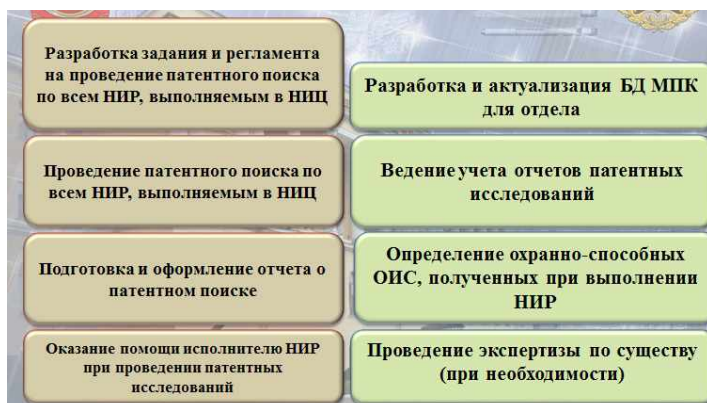 Разработка задания и регламента
на проведение патентного поиска
по всем НИР, выполняемым в НИЦ
Проведение патентного поиска по
всем НИР, выполняемым в НИЦ
Подготовка и оформление отчета о
патентном поиске
Оказание помощи исполнителю НИР
при проведении патентных
исследований
Разработка и актуализация БД МПК
для отдела
Ведение учета отчетов патентных
исследований
Определение охранно-способных
ОИС, полученных при выполнении
НИР
Проведение экспертизы по существу
(при необходимости)